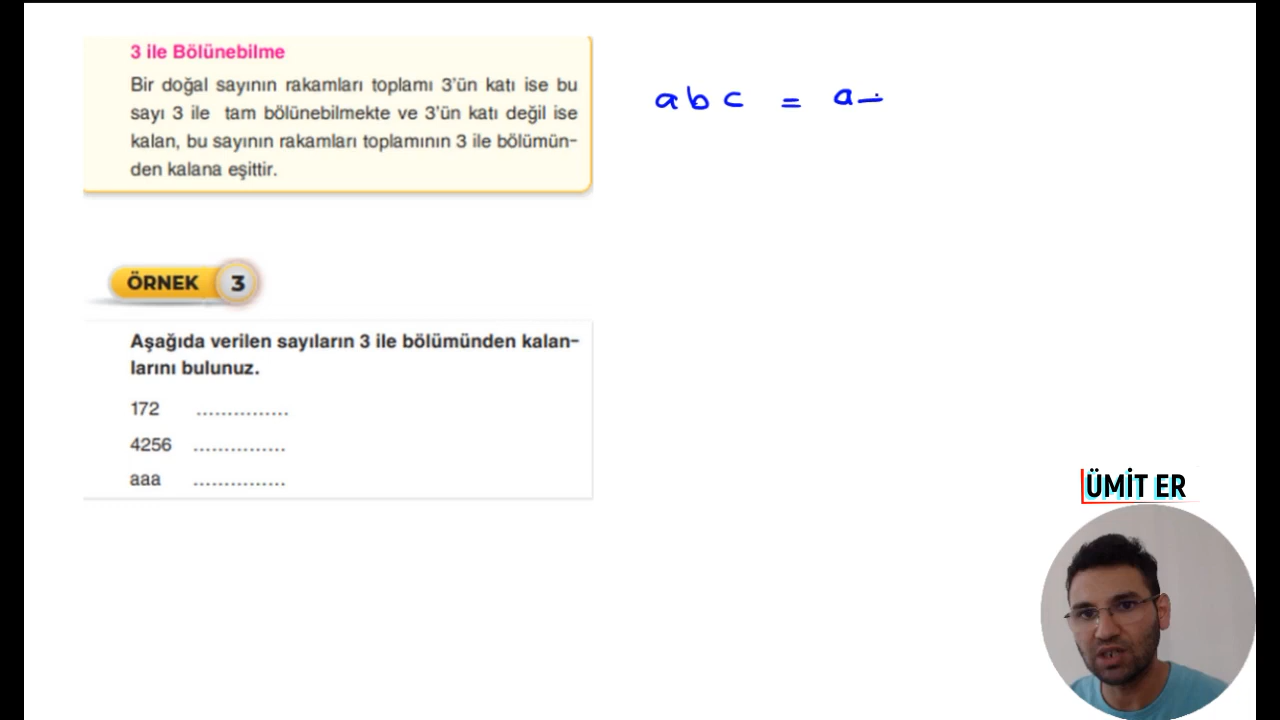 3 ile Bölünebilme
Bir doğal sayının rakamları toplamı 3'ün katı ise bu
sayı 3 ile tam bölünebilmekte ve 3'ün katı değil ise
kalan, bu sayının rakamları toplamının 3 ile bölümün-
den kalana eşittir.
abc = a-
ÖRNEK 3
Aşağıda verilen sayıların 3 ile bölümünden kalan-
larını bulunuz.
172 ...............
4256 ...............
aaa ...............
ÜMİT ER